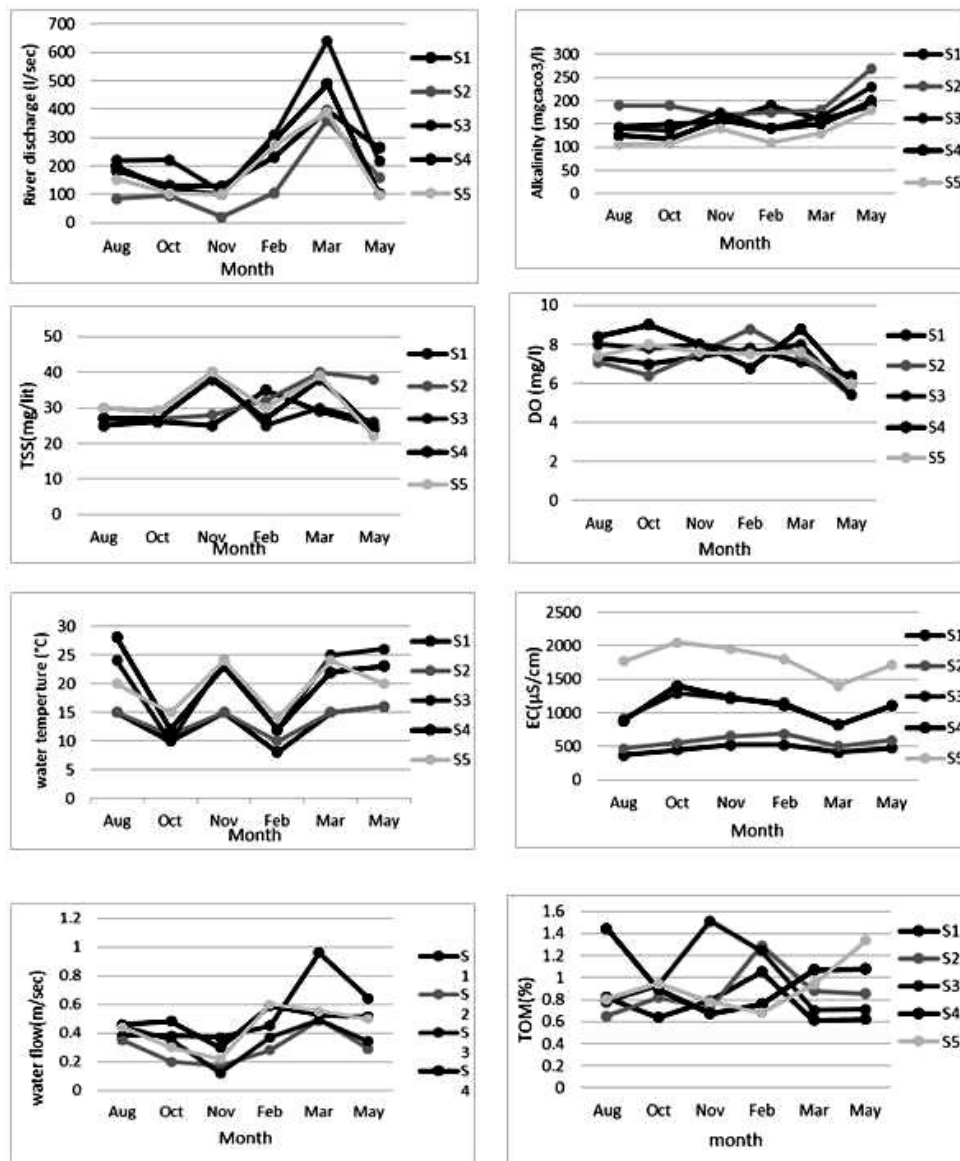 River discharge (l/sec)
700
600
500
400
300
200
100
0
Aug Oct Nov Feb Mar May
Month
S1
S2
S3
S4
S5
Alkalinity (mgcaco3/l)
300
250
200
150
100
50
0
Aug Oct Nov Feb Mar May
Month
S1
S2
S3
S4
S5
TSS(mg/lit)
50
40
30
20
10
0
Aug Oct Nov Feb Mar May
Month
S1
S2
S3
S4
S5
DO (mg/l)
10
8
6
4
2
0
Aug Oct Nov Feb Mar May
Month
S1
S2
S3
S4
S5
water temperture (°C)
30
25
20
15
10
5
0
Aug Oct Nov Feb Mar May
Month
S1
S2
S3
S4
S5
EC(µS/cm)
2500
2000
1500
1000
500
0
Aug Oct Nov Feb Mar May
Month
S1
S2
S3
S4
S5
water flow(m/sec)
1.2
1
0.8
0.6
0.4
0.2
0
Aug Oct Nov Feb Mar May
Month
S
1
S
2
S
3
S
4
TOM(%)
1.6
1.4
1.2
1
0.8
0.6
0.4
0.2
0
Aug Oct Nov Feb Mar May
month
S1
S2
S3
S4
S5